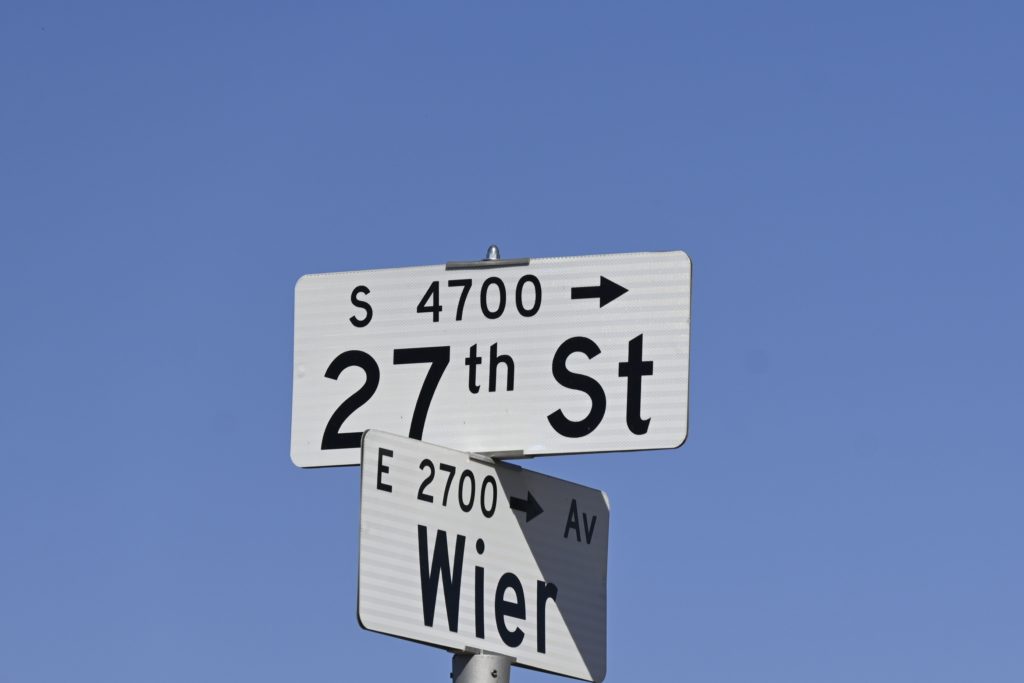 S 4700 →
27th St
E 2700 → Av
Wier